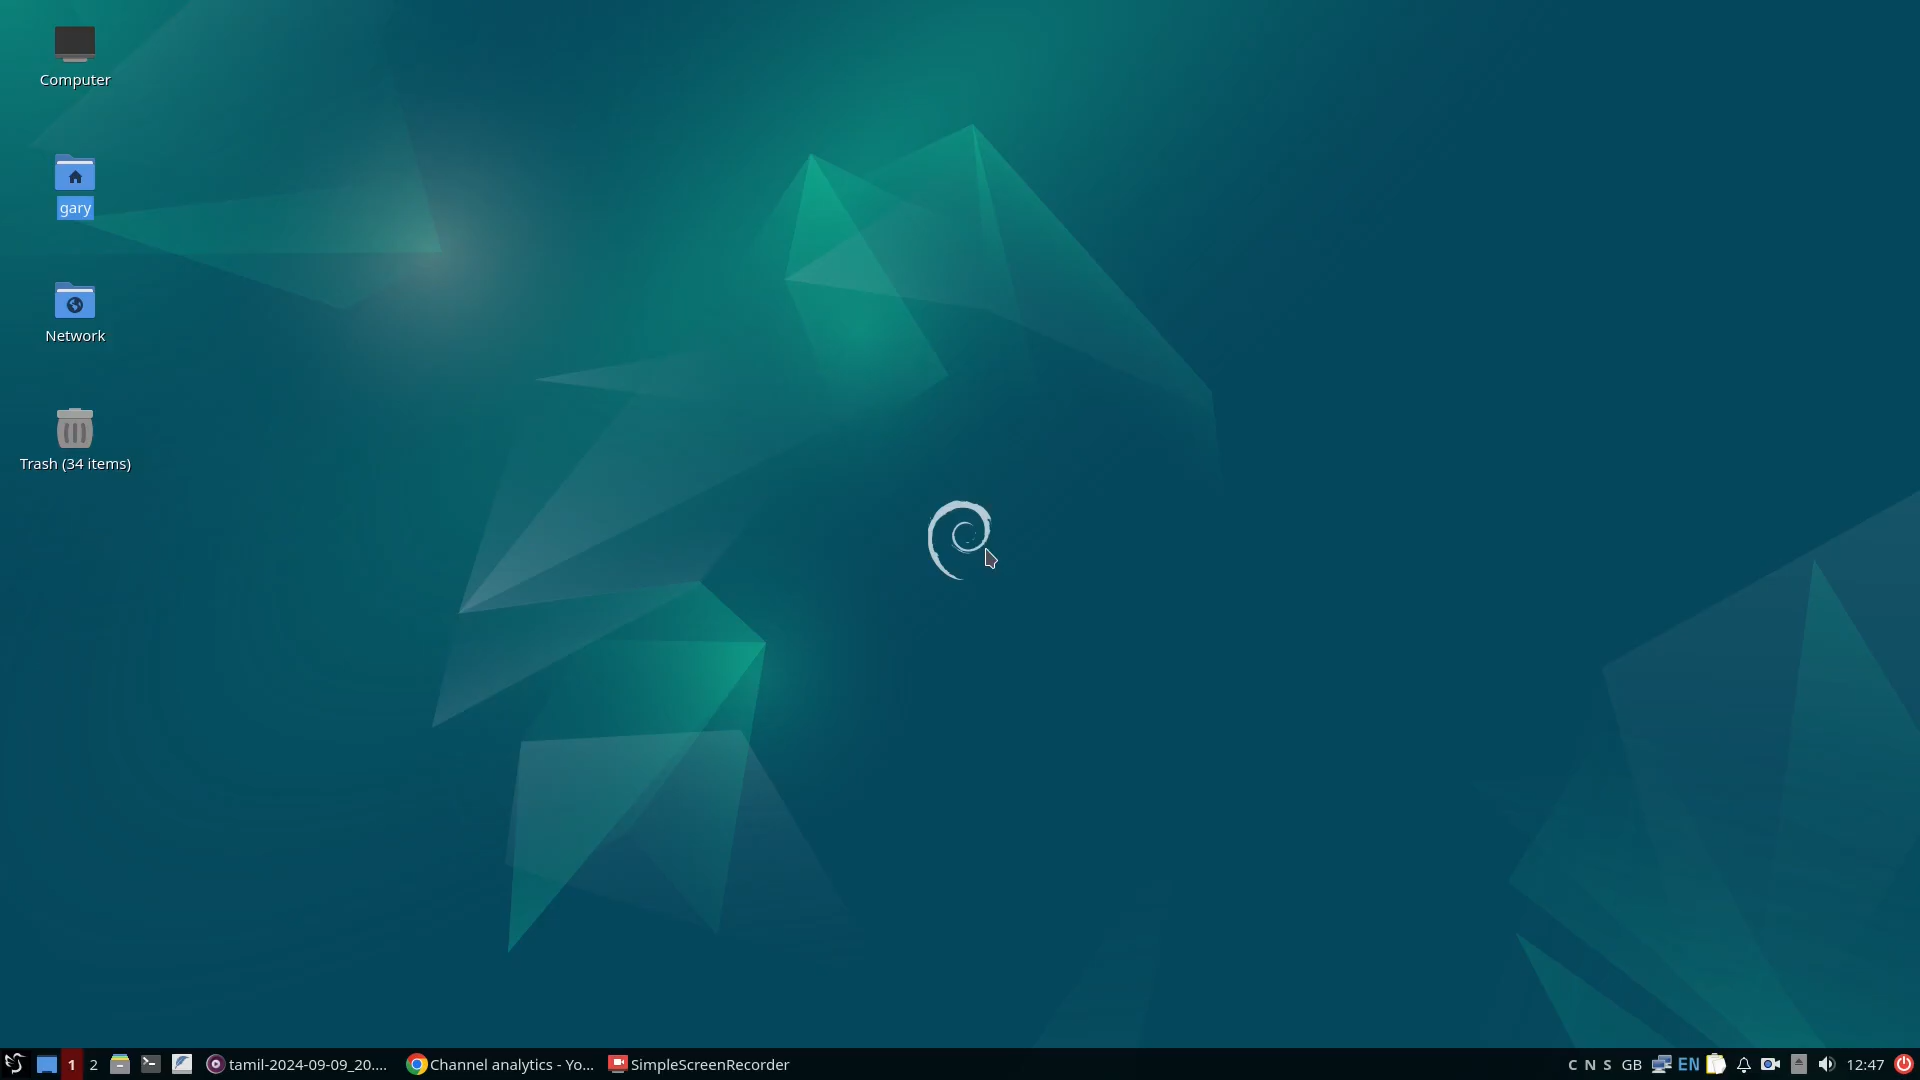 Computer
gary
Network
Trash (34 items)
1 2 tamil-2024-09-09_20.... Channel analytics - Yo... SimpleScreenRecorder C N S GB EN 12:47